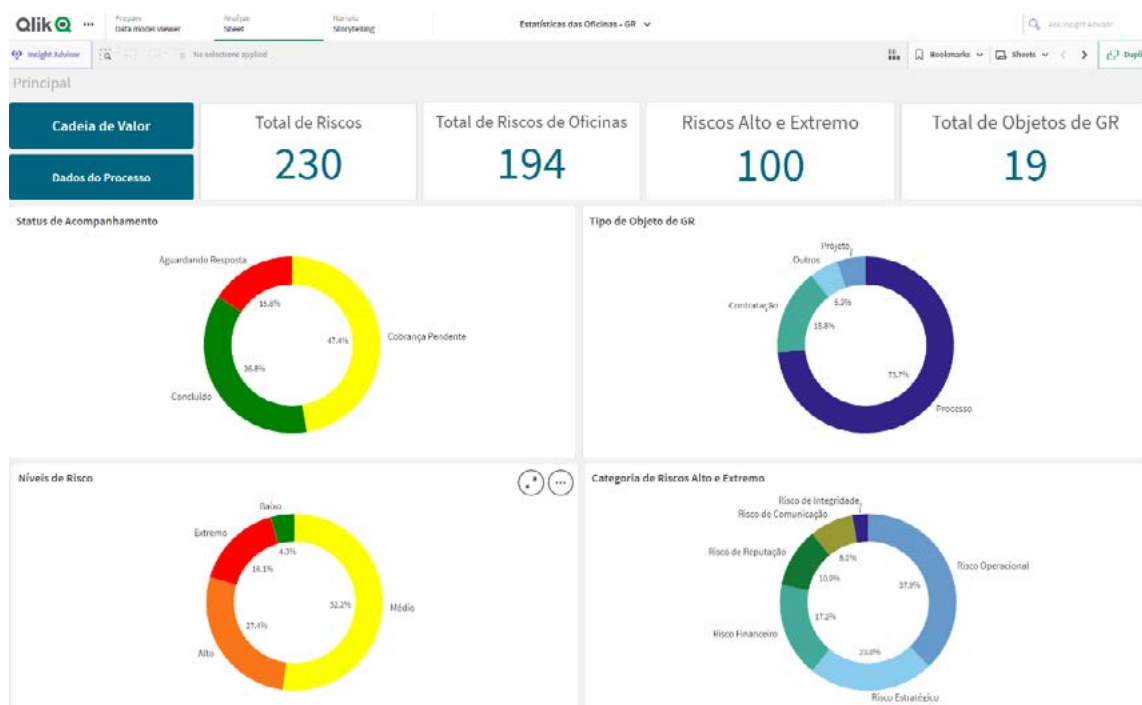 Qlik
Prepare
Data model viewer
Analyze
Sheet
Narrate
Storytelling
Estatísticas das Oficinas - GR
Ask Insight Advisor
Insight Advisor
No selections applied
Bookmarks
Sheets
Dupli
Principal
Cadeia de Valor
Dados do Processo
Total de Riscos
230
Total de Riscos de Oficinas
194
Riscos Alto e Extremo
100
Total de Objetos de GR
19
Status de Acompanhamento
Aguardando Resposta
15.8%
47.4%
Cobrança Pendente
36.8%
Concluído
Tipo de Objeto de GR
Projeto
Outros
5.3%
Contratação
15.8%
73.7%
Processo
Níveis de Risco
Baixo
Extremo
4.3%
16.1%
52.2%
Médio
27.4%
Alto
Categoria de Riscos Alto e Extremo
Risco de Integridade
Risco de Comunicação
Risco de Reputação
8.0%
Risco Operacional
10.9%
37.9%
17.2%
Risco Financeiro
Risco Estratégico